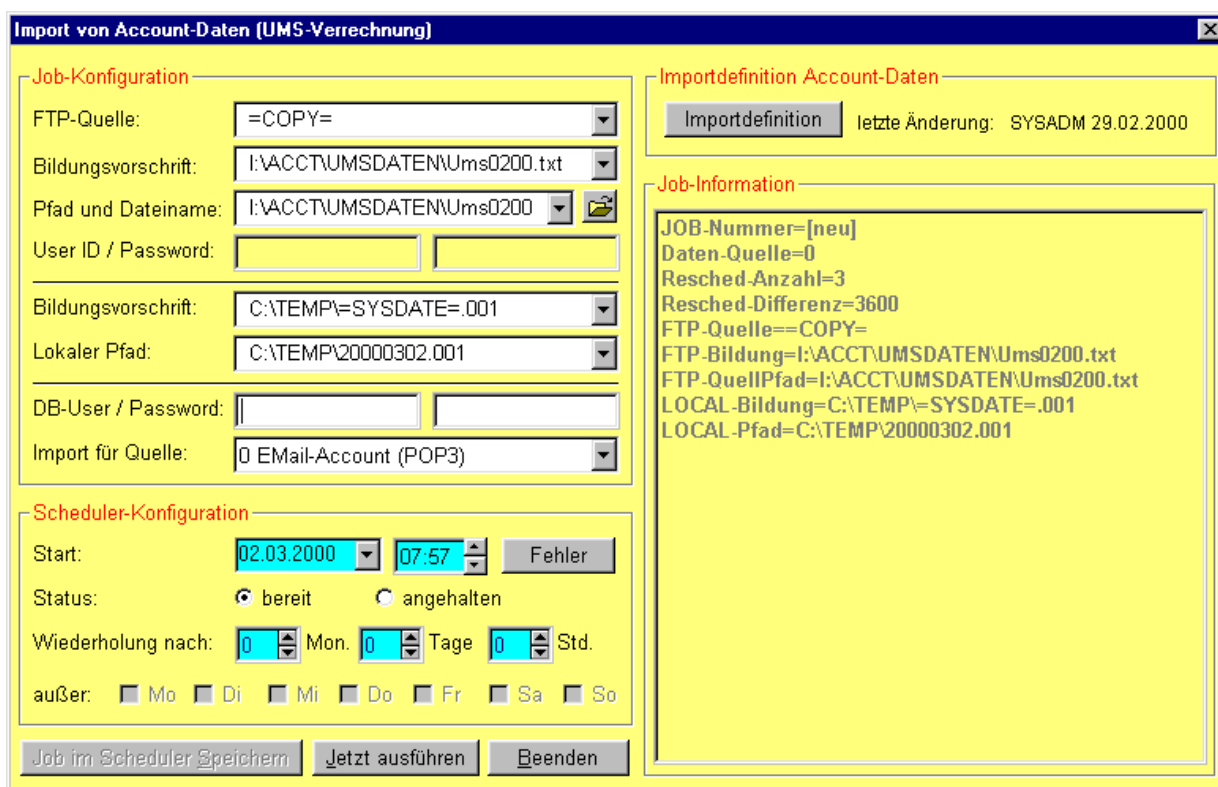 Import von Account-Daten (UMS-Verrechnung)
Job-Konfiguration
FTP-Quelle: =COPY=
Bildungsvorschrift: I:\ACCT\UMSDATEN\Ums0200.txt
Pfad und Dateiname: I:\ACCT\UMSDATEN\Ums0200
User ID / Password:
Bildungsvorschrift: C:\TEMP\=SYSDATE=.001
Lokaler Pfad: C:\TEMP\20000302.001
DB-User / Password:
Import für Quelle: 0 EMail-Account (POP3)
Scheduler-Konfiguration
Start: 02.03.2000 07:57 Fehler
Status: bereit angehalten
Wiederholung nach: 0 Mon. 0 Tage 0 Std.
außer: Mo Di Mi Do Fr Sa So
Job im Scheduler Speichern Jetzt ausführen Beenden
Importdefinition Account-Daten
Importdefinition letzte Änderung: SYSADM 29.02.2000
Job-Information
JOB-Nummer=[neu]
Daten-Quelle=0
Resched-Anzahl=3
Resched-Differenz=3600
FTP-Quelle==COPY=
FTP-Bildung=I:\ACCT\UMSDATEN\Ums0200.txt
FTP-QuellPfad=I:\ACCT\UMSDATEN\Ums0200.txt
LOCAL-Bildung=C:\TEMP\=SYSDATE=.001
LOCAL-Pfad=C:\TEMP\20000302.001